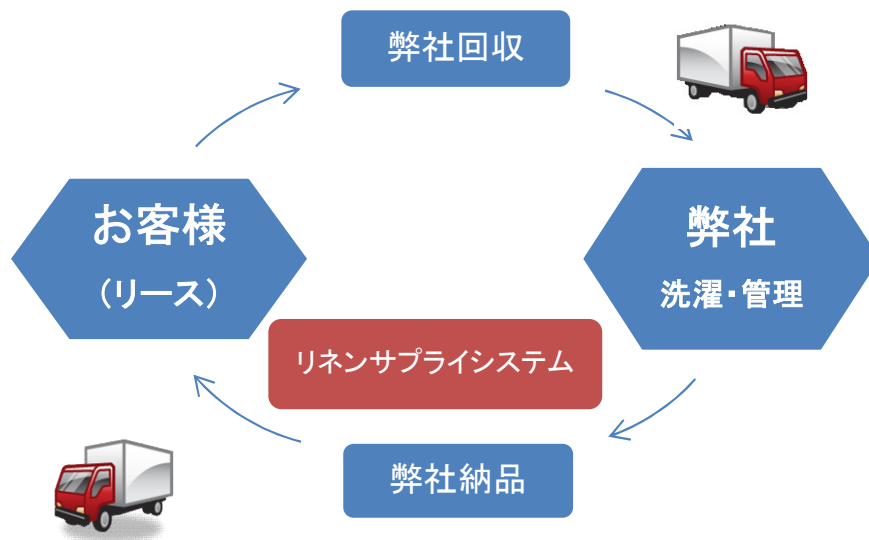 弊社回収
お客様
（リース）
弊社
洗濯・管理
リネンサプライシステム
弊社納品